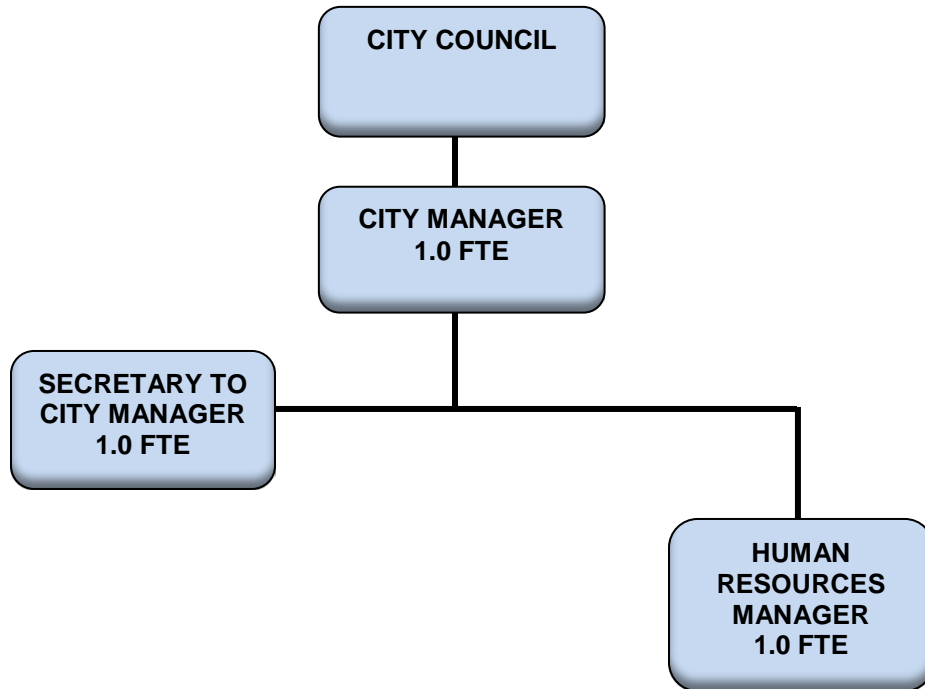 CITY COUNCIL
CITY MANAGER
1.0 FTE
SECRETARY TO
CITY MANAGER
1.0 FTE
HUMAN
RESOURCES
MANAGER
1.0 FTE